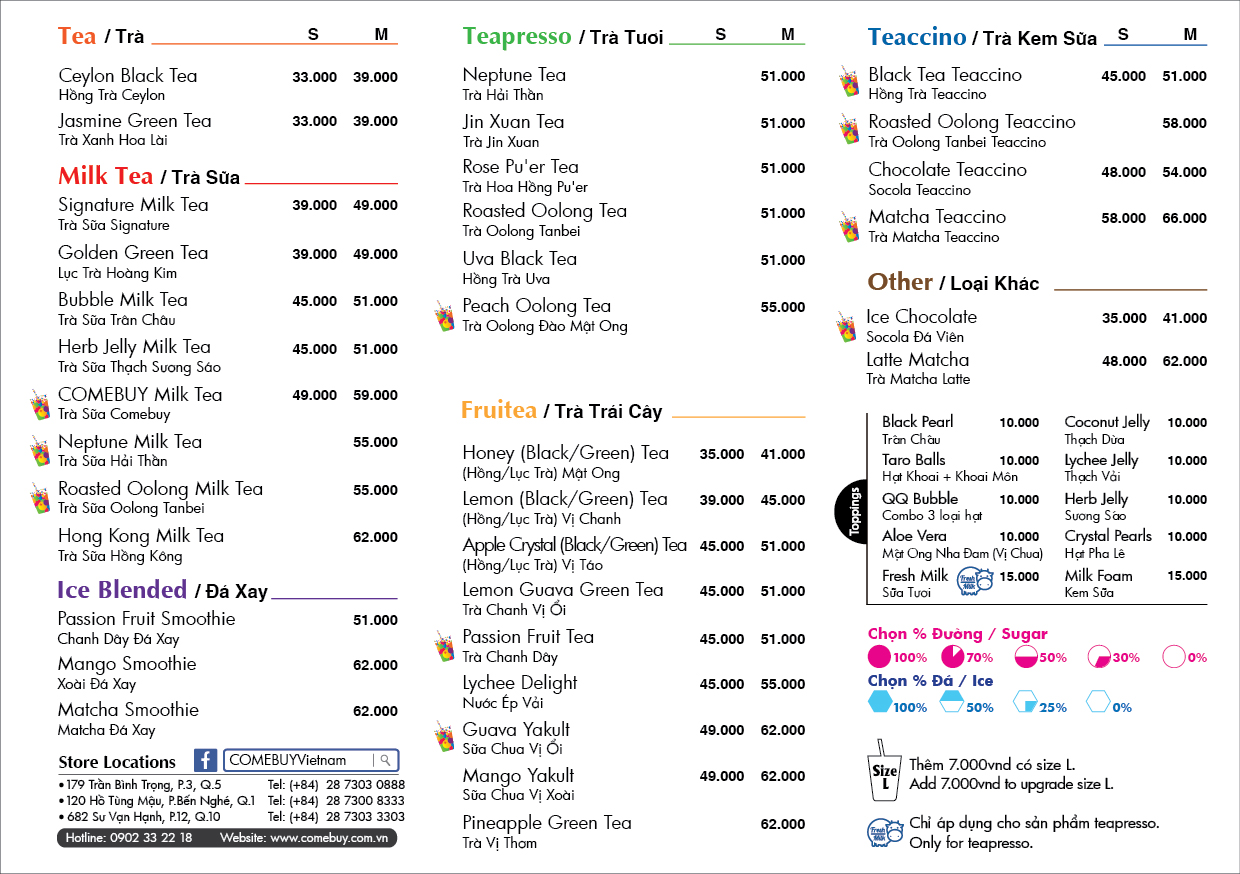 Tea / Trà S M
Ceylon Black Tea 33.000 39.000
Hồng Trà Ceylon
Jasmine Green Tea 33.000 39.000
Trà Xanh Hoa Lài
Milk Tea / Trà Sữa
Signature Milk Tea 39.000 49.000
Trà Sữa Signature
Golden Green Tea 39.000 49.000
Lục Trà Hoàng Kim
Bubble Milk Tea 45.000 51.000
Trà Sữa Trân Châu
Herb Jelly Milk Tea 45.000 51.000
Trà Sữa Thạch Sương Sáo
COMEBUY Milk Tea 49.000 59.000
Trà Sữa Comebuy
Neptune Milk Tea 55.000
Trà Sữa Hải Thần
Roasted Oolong Milk Tea 55.000
Trà Sữa Oolong Tanbei
Hong Kong Milk Tea 62.000
Trà Sữa Hồng Kông
Ice Blended / Đá Xay
Passion Fruit Smoothie 51.000
Chanh Dây Đá Xay
Mango Smoothie 62.000
Xoài Đá Xay
Matcha Smoothie 62.000
Matcha Đá Xay
Store Locations f COMEBUYVietnam
• 179 Trần Bình Trọng, P.3, Q.5 Tel: (+84) 28 7303 0888
• 120 Hồ Tùng Mậu, P.Bến Nghé, Q.1 Tel: (+84) 28 7300 8333
• 682 Sư Vạn Hạnh, P.12, Q.10 Tel: (+84) 28 7303 3303
Hotline: 0902 33 22 18 Website: www.comebuy.com.vn
Teapresso / Trà Tươi S M
Neptune Tea 51.000
Trà Hải Thần
Jin Xuan Tea 51.000
Trà Jin Xuan
Rose Pu'er Tea 51.000
Trà Hoa Hồng Pu'er
Roasted Oolong Tea 51.000
Trà Oolong Tanbei
Uva Black Tea 51.000
Hồng Trà Uva
Peach Oolong Tea 55.000
Trà Oolong Đào Mật Ong
Fruitea / Trà Trái Cây
Honey (Black/Green) Tea 35.000 41.000
(Hồng/Lục Trà) Mật Ong
Lemon (Black/Green) Tea 39.000 45.000
(Hồng/Lục Trà) Vị Chanh
Apple Crystal (Black/Green) Tea 45.000 51.000
(Hồng/Lục Trà) Vị Táo
Lemon Guava Green Tea 45.000 51.000
Trà Chanh Vị Ổi
Passion Fruit Tea 45.000 51.000
Trà Chanh Dây
Lychee Delight 45.000 55.000
Nước Ép Vải
Guava Yakult 49.000 62.000
Sữa Chua Vị Ổi
Mango Yakult 49.000 62.000
Sữa Chua Vị Xoài
Pineapple Green Tea 62.000
Trà Vị Thơm
Teaccino / Trà Kem Sữa S M
Black Tea Teaccino 45.000 51.000
Hồng Trà Teaccino
Roasted Oolong Teaccino 58.000
Trà Oolong Tanbei Teaccino
Chocolate Teaccino 48.000 54.000
Socola Teaccino
Matcha Teaccino 58.000 66.000
Trà Matcha Teaccino
Other / Loại Khác
Ice Chocolate 35.000 41.000
Socola Đá Viên
Latte Matcha 48.000 62.000
Trà Matcha Latte
Toppings
Black Pearl 10.000 Coconut Jelly 10.000
Trân Châu Thạch Dừa
Taro Balls 10.000 Lychee Jelly 10.000
Hạt Khoai + Khoai Môn Thạch Vải
QQ Bubble 10.000 Herb Jelly 10.000
Combo 3 loại hạt Sương Sáo
Aloe Vera 10.000 Crystal Pearls 10.000
Mật Ong Nha Đam (Vị Chua) Hạt Pha Lê
Fresh Milk Fresh Milk 15.000 Milk Foam 15.000
Sữa Tươi Kem Sữa
Chọn % Đường / Sugar
100% 70% 50% 30% 0%
Chọn % Đá / Ice
100% 50% 25% 0%
Size L
Thêm 7.000vnd có size L.
Add 7.000vnd to upgrade size L.
Fresh Milk
Chỉ áp dụng cho sản phẩm teapresso.
Only for teapresso.